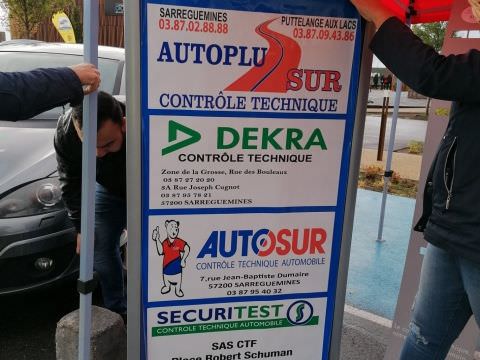 SARREGUEMINES
03.87.02.88.88
PUTTELANGE AUX LACS
03.87.09.43.86
AUTOPLU SUR
CONTRÔLE TECHNIQUE
DEKRA
CONTRÔLE TECHNIQUE
Zone de la Grosse, Rue des Bouleaux
03 87 27 20 20
5A Rue Joseph Cugnot
03 87 95 78 21
57200 SARREGUEMINES
AUTOSUR
CONTRÔLE TECHNIQUE AUTOMOBILE
7,rue Jean-Baptiste Dumaire
57200 SARREGUEMINES
03 87 95 40 32
SECURITEST S
CONTROLE TECHNIQUE AUTOMOBILE
SAS CTF
Place Robert Schuman